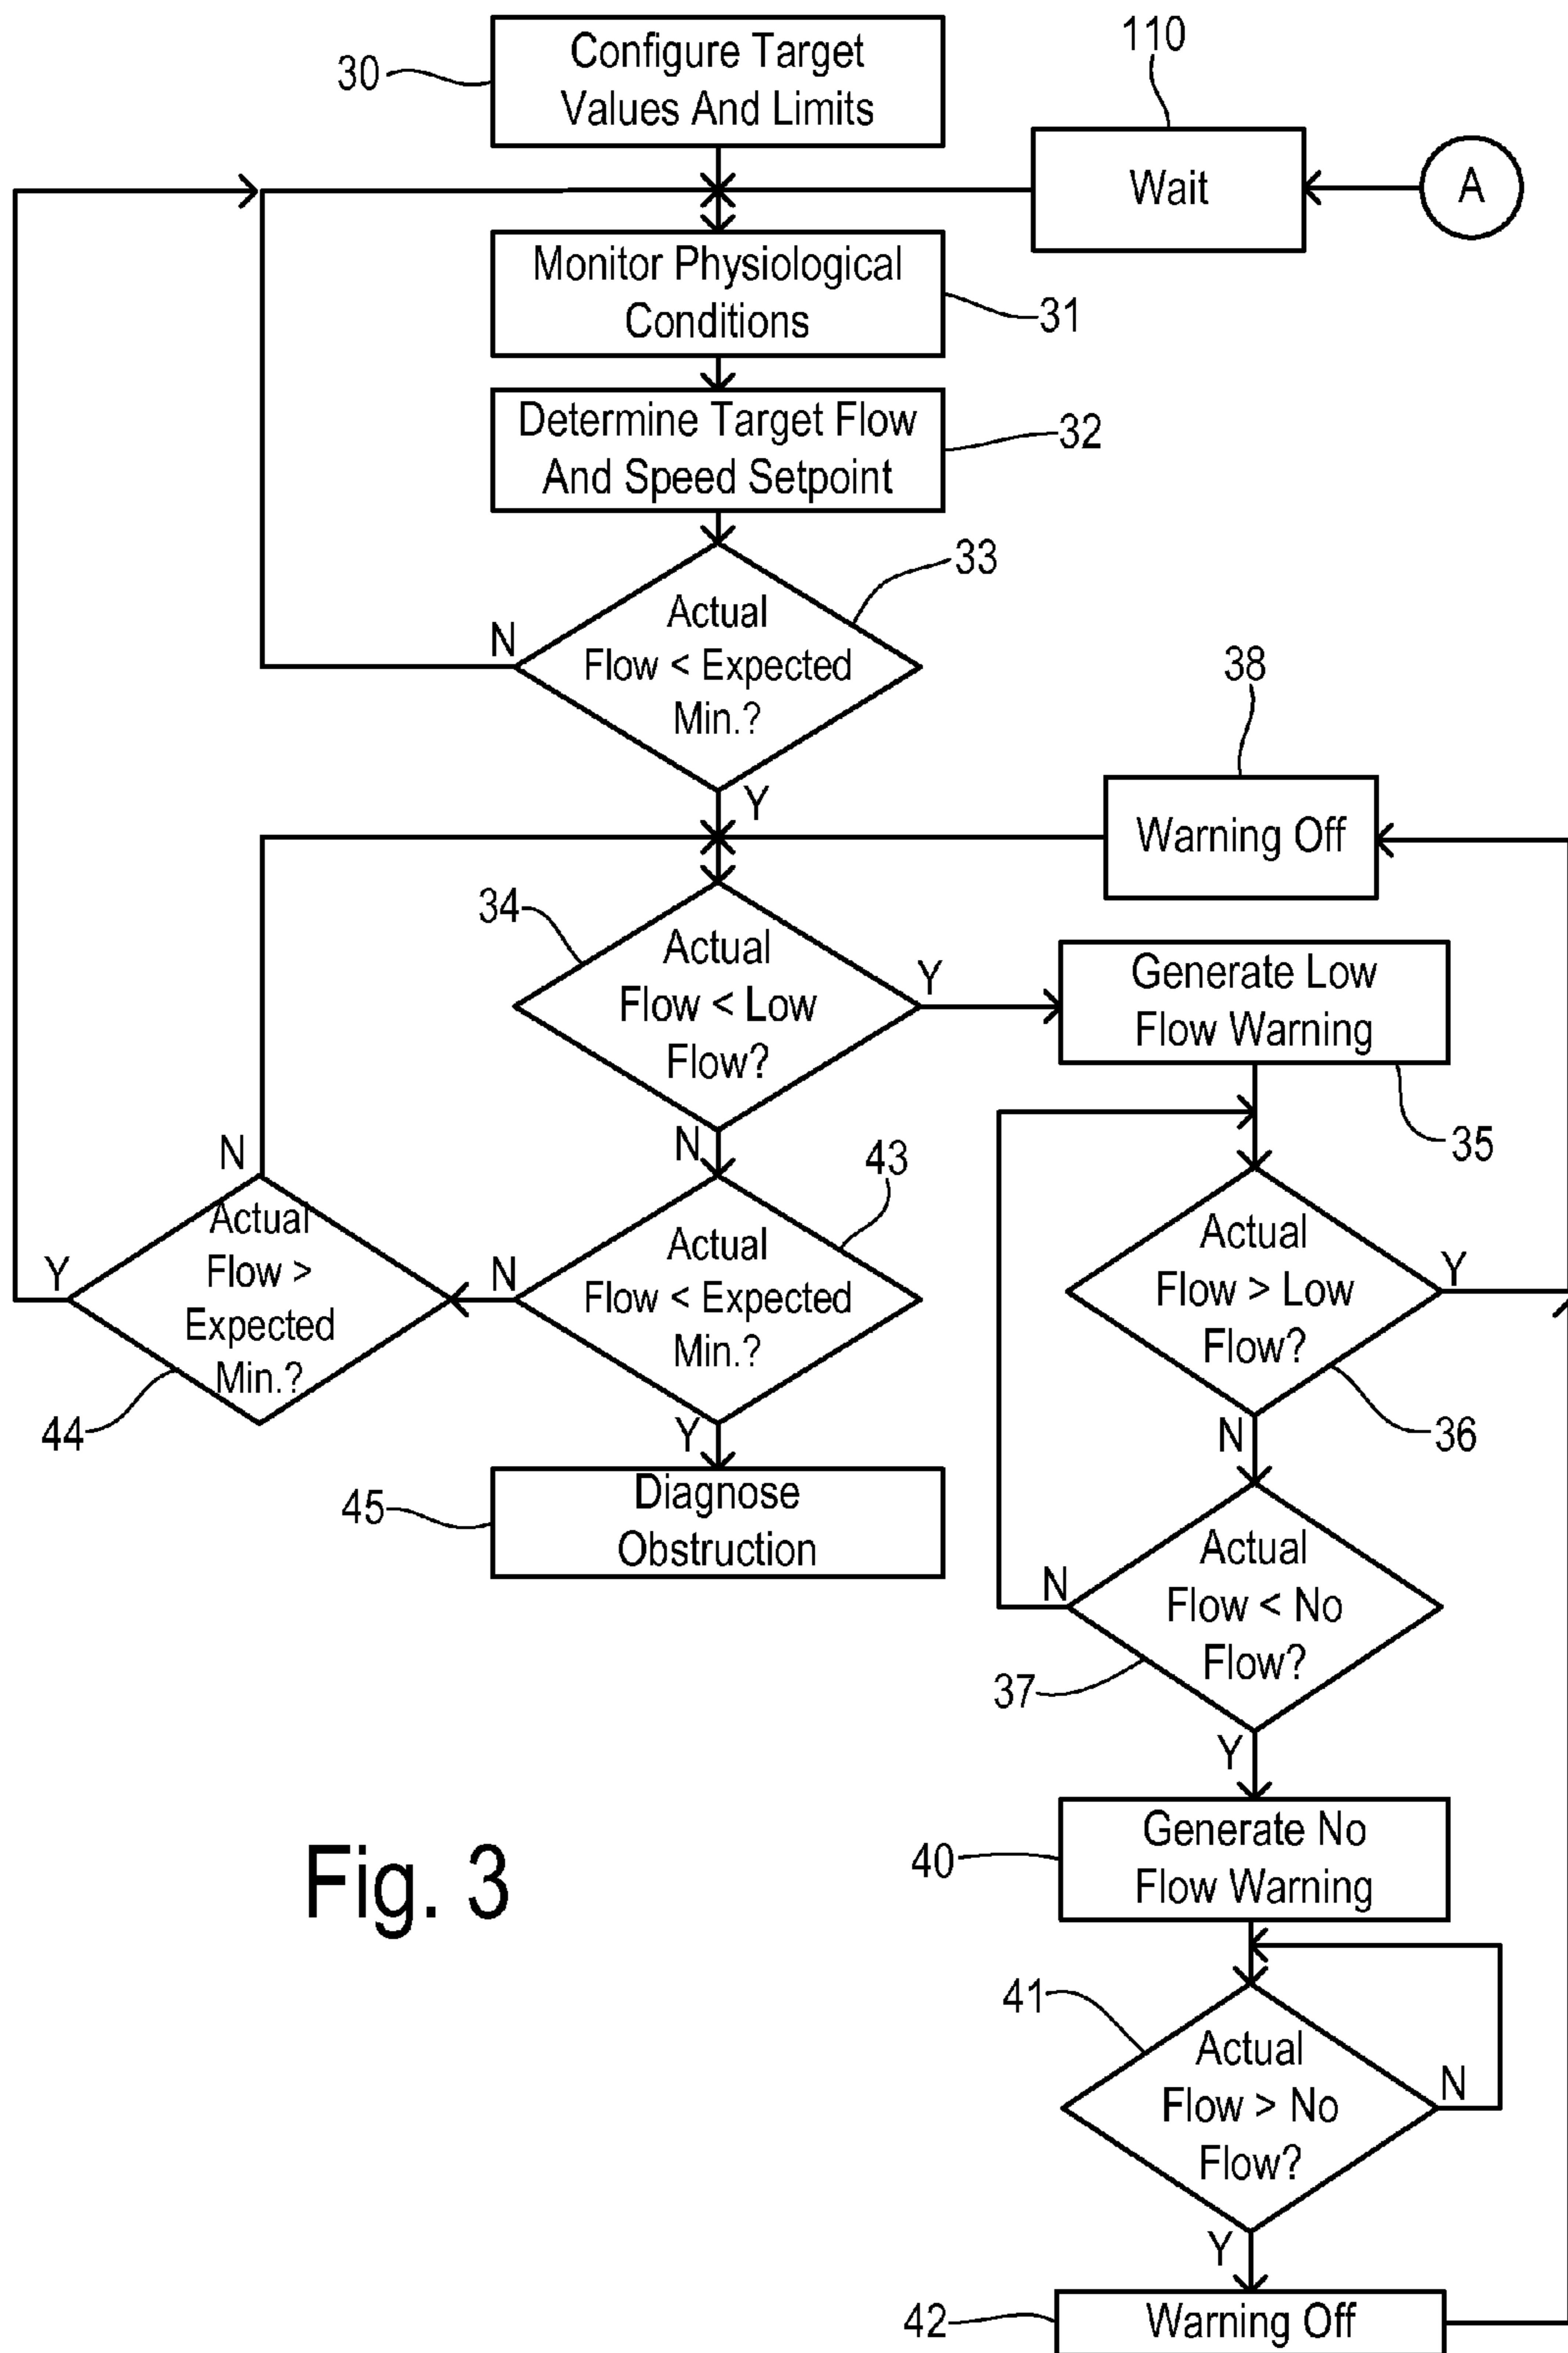 30
Configure Target
Values And Limits
110
Wait
A
Monitor Physiological
Conditions
31
Determine Target Flow
And Speed Setpoint
32
33
Actual
Flow < Expected
Min.?
N
Y
38
Warning Off
34
Actual
Flow < Low
Flow?
Y
N
Generate Low
Flow Warning
35
43
Actual
Flow < Expected
Min.?
N
Y
N
Actual
Flow >
Expected
Min.?
Y
44
Actual
Flow > Low
Flow?
Y
N
36
45
Diagnose
Obstruction
Actual
Flow < No
Flow?
N
37
Y
Fig. 3
40
Generate No
Flow Warning
41
Actual
Flow > No
Flow?
N
Y
42
Warning Off